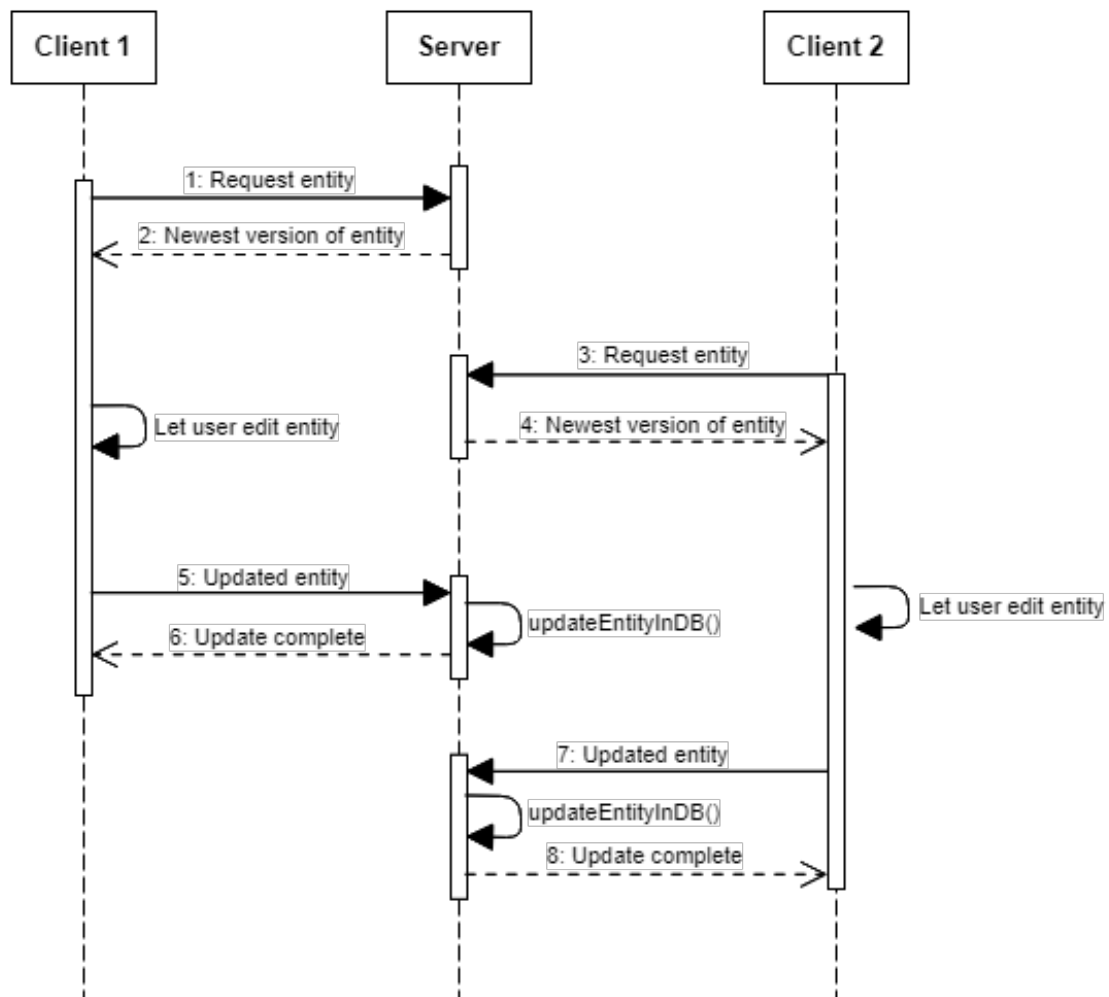 Client 1
Server
Client 2
1: Request entity
2: Newest version of entity
3: Request entity
Let user edit entity
4: Newest version of entity
5: Updated entity
Let user edit entity
updateEntityInDB()
6: Update complete
7: Updated entity
updateEntityInDB()
8: Update complete